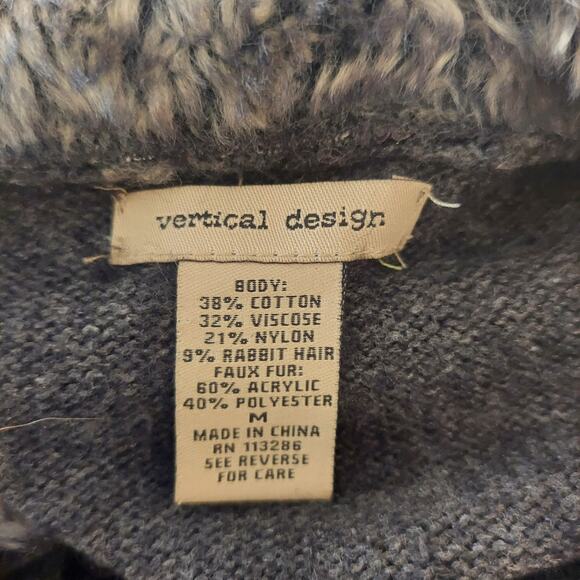 vertical design
BODY:
38% COTTON
32% VISCOSE
21% NYLON
9% RABBIT HAIR
FAUX FUR:
60% ACRYLIC
40% POLYESTER
M
MADE IN CHINA
RN 113286
SEE REVERSE
FOR CARE